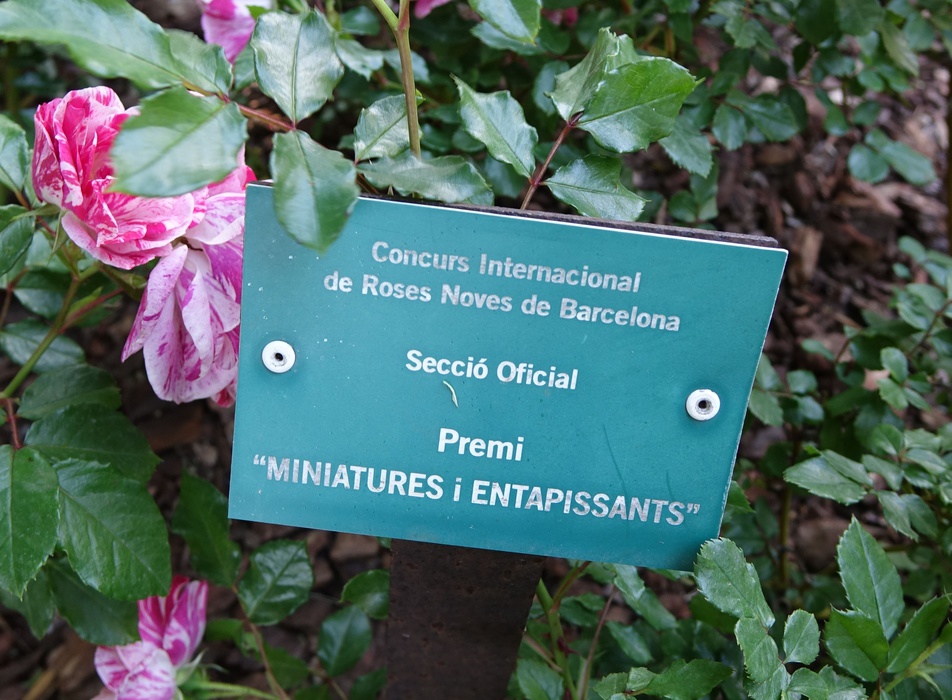 Concurs Internacional
de Roses Noves de Barcelona
Secció Oficial
Premi
“MINIATURES i ENTAPISSANTS”